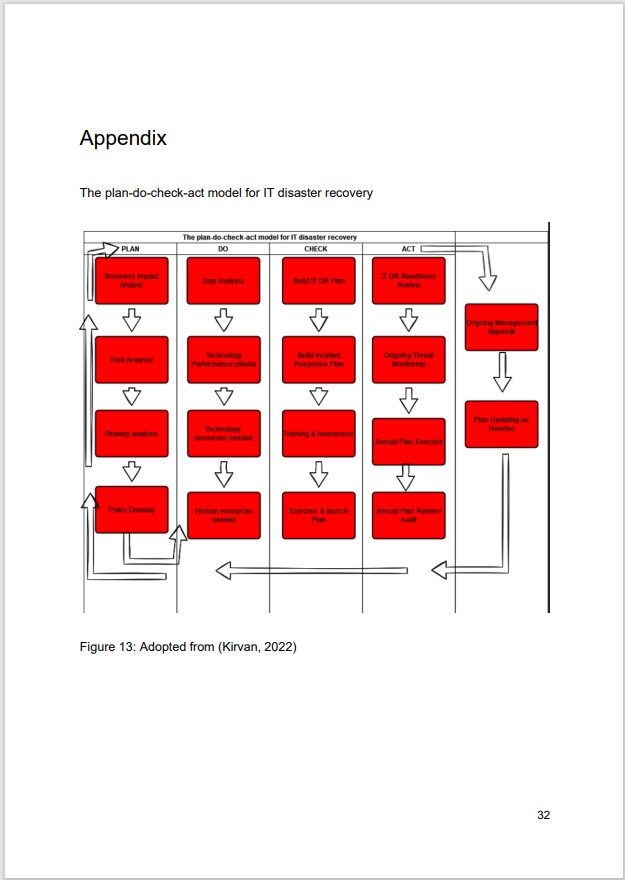 Appendix
The plan-do-check-act model for IT disaster recovery
The plan-do-check-act model for IT disaster recovery
PLAN
DO
CHECK
ACT
Business Impact
Analyst
Risk Analysis
Strategy analysis
Policy Develop
Gap Analysis
Technology
Performance criteria
Technology
resources needed
Human resources
Needed
Build IT DR Plan
Build Incident
Response Plan
Training & Awareness
Exercise & launch
Plan
IT DR Readiness
Review
Ongoing Threat
Monitoring
Annual Plan Exercise
Annual Plan Review/
Audit
Ongoing Management
Approval
Plan Updating as
Needed
Figure 13: Adopted from (Kirvan, 2022)
32